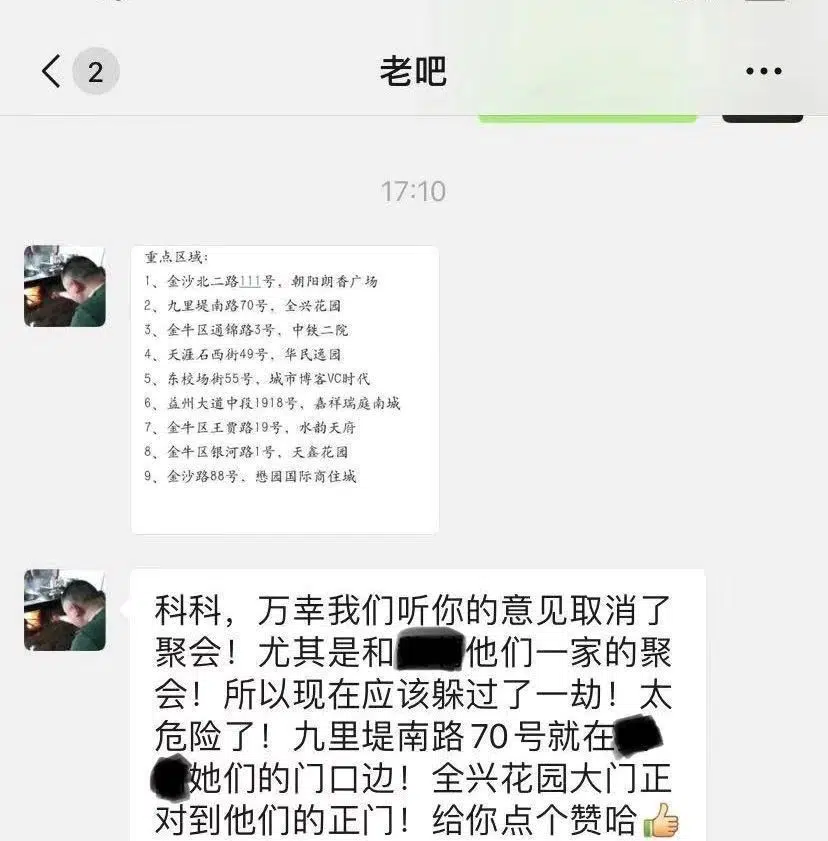 2
老吧
17:10
重点区域:
1、金沙北二路111号，朝阳朗香广场
2、九里堤南路70号，全兴花园
3、金牛区通锦路3号，中铁二院
4、天涯石西街49号，华民逸园
5、东校场街55号，城市博客VC时代
6、益州大道中段1918号，嘉祥瑞庭南城
7、金牛区王贾路19号，水韵天府
8、金牛区银河路1号，天鑫花园
9、金沙路88号，懋园国际商住城
科科，万幸我们听你的意见取消了
聚会！尤其是和他们一家的聚
会！所以现在应该躲过了一劫！太
危险了！九里堤南路70号就在
她们的门口边！全兴花园大门正
对到他们的正门！给你点个赞哈👍